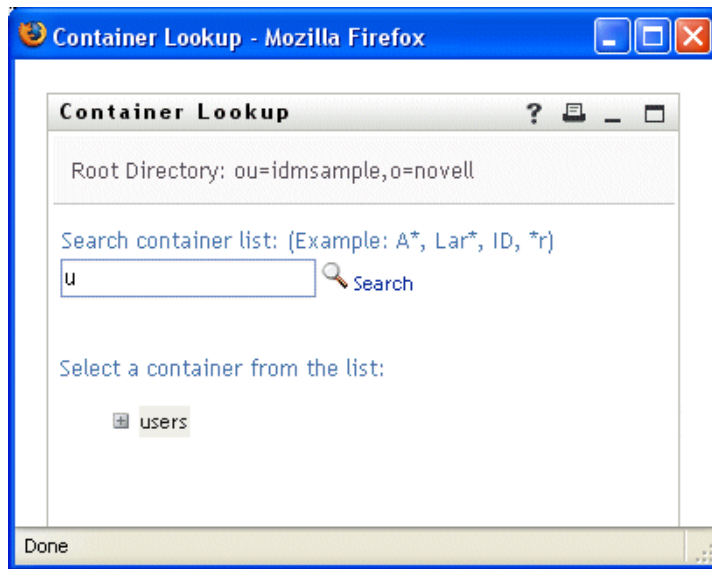 Container Lookup - Mozilla Firefox
Container Lookup
Root Directory: ou=idmsample,o=novell
Search container list: (Example: A*, Lar*, ID, *r)
u Search
Select a container from the list:
users
Done